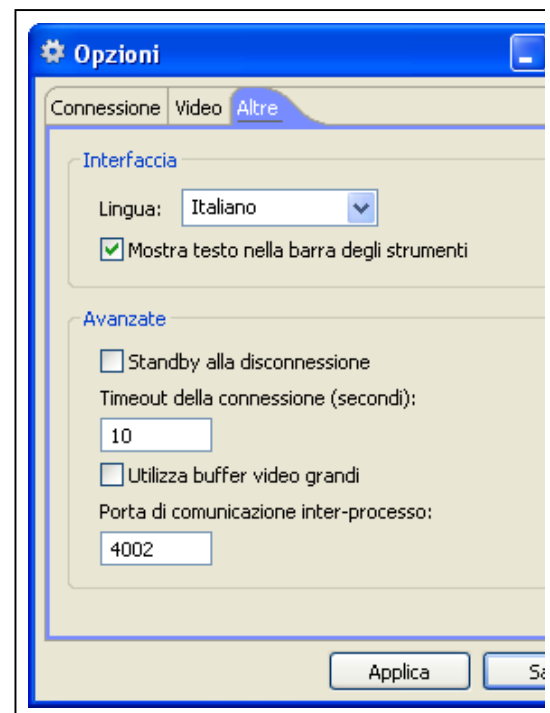 Opzioni
Connessione Video Altre
Interfaccia
Lingua: Italiano
Mostra testo nella barra degli strumenti
Avanzate
Standby alla disconnessione
Timeout della connessione (secondi):
10
Utilizza buffer video grandi
Porta di comunicazione inter-processo:
4002
Applica